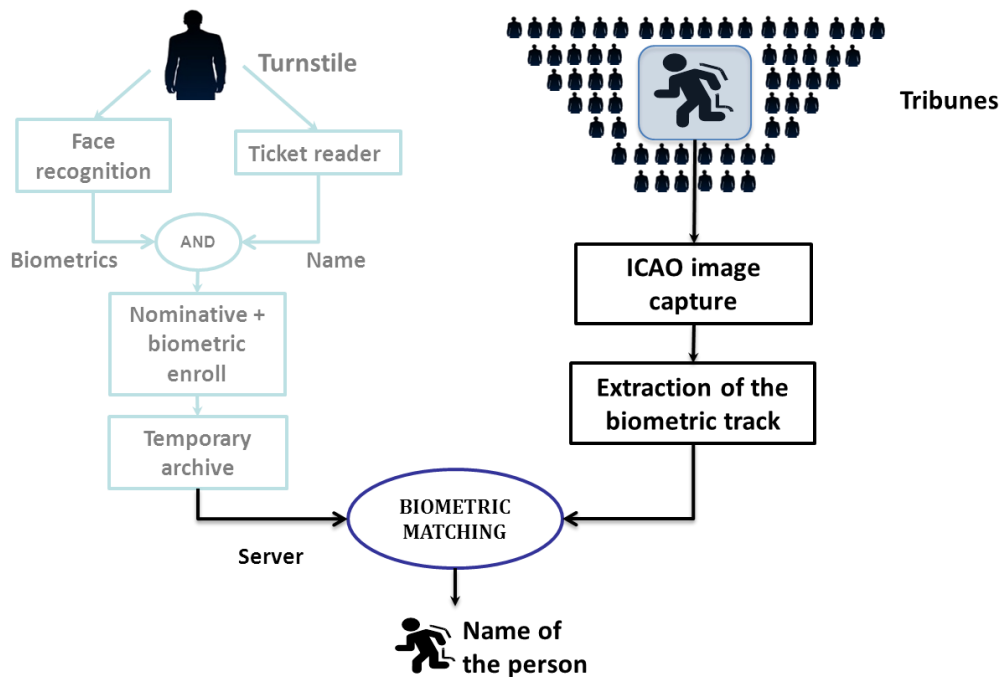 Turnstile
Face
recognition
Ticket reader
AND
Biometrics
Name
Nominative +
biometric
enroll
Temporary
archive
Tribunes
ICAO image
capture
Extraction of the
biometric track
BIOMETRIC
MATCHING
Server
Name of
the person